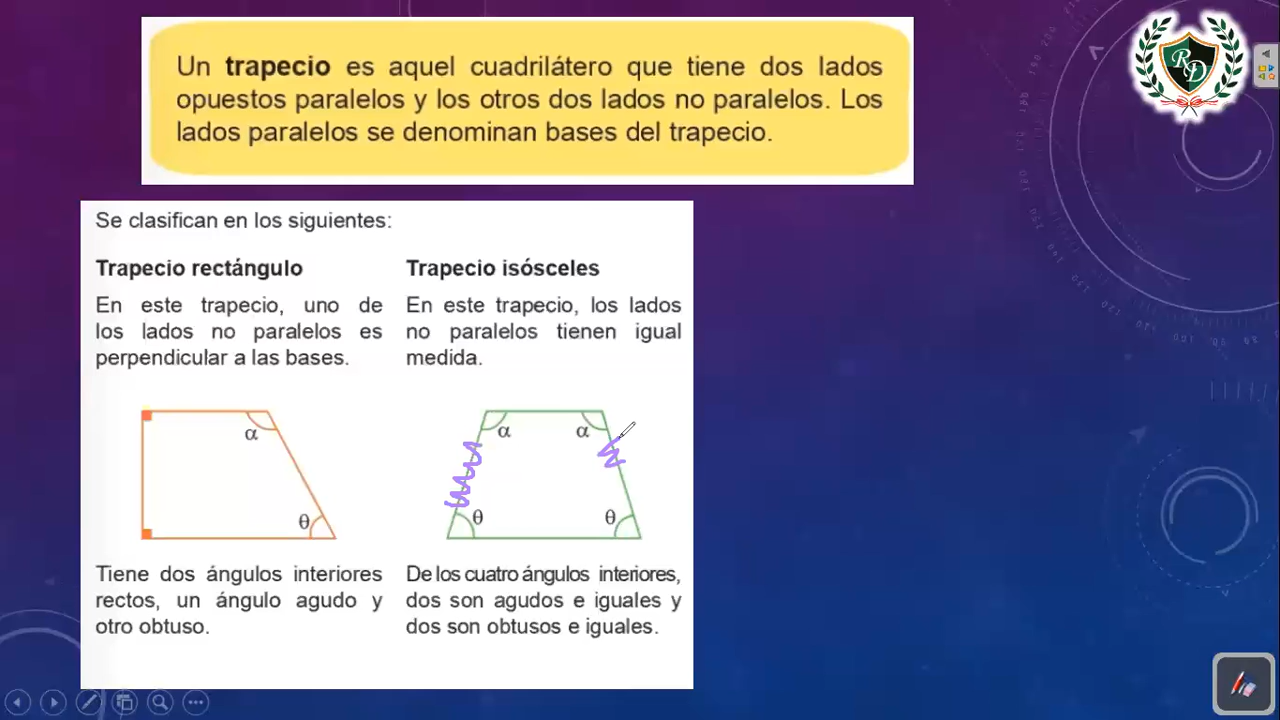 Un trapecio es aquel cuadrilátero que tiene dos lados
opuestos paralelos y los otros dos lados no paralelos. Los
lados paralelos se denominan bases del trapecio.
RD
Se clasifican en los siguientes:
Trapecio rectángulo
En este trapecio, uno de
los lados no paralelos es
perpendicular a las bases.
α
θ
Tiene dos ángulos interiores
rectos, un ángulo agudo y
otro obtuso.
Trapecio isósceles
En este trapecio, los lados
no paralelos tienen igual
medida.
α α
θ θ
De los cuatro ángulos interiores,
dos son agudos e iguales y
dos son obtusos e iguales.